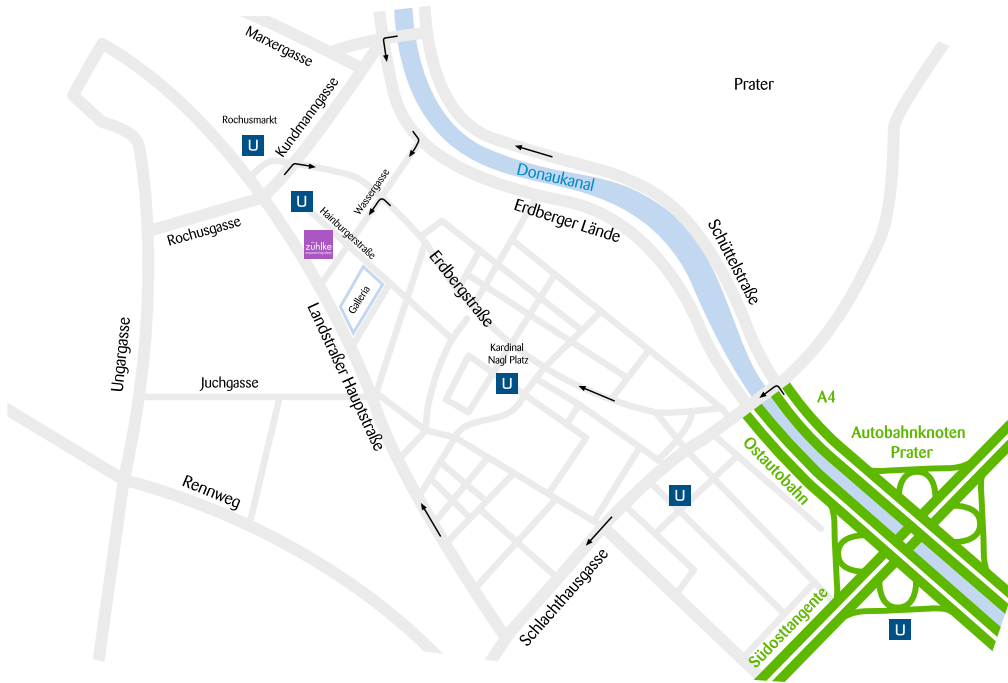 Marxergasse
Prater
Rochusmarkt
U
Kundmanngasse
Donaukanal
Wassergasse
U
Hainburgerstraße
Erdberger Lände
Schüttelstraße
Rochusgasse
zühlke
Erdbergstraße
Galleria
Landstraßer Hauptstraße
Ungargasse
Kardinal
Nagl Platz
U
Juchgasse
A4
Autobahnknoten
Prater
Ostautobahn
Rennweg
U
Schlachthausgasse
Südosttangente
U